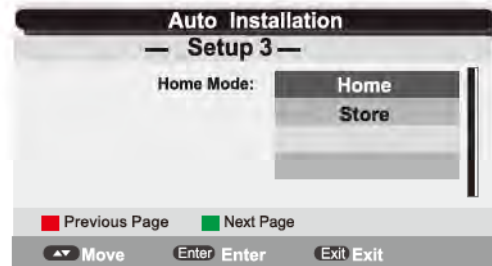 Auto Installation
— Setup 3 —
Home Mode: Home
Store
Previous Page Next Page
Move Enter Enter Exit Exit